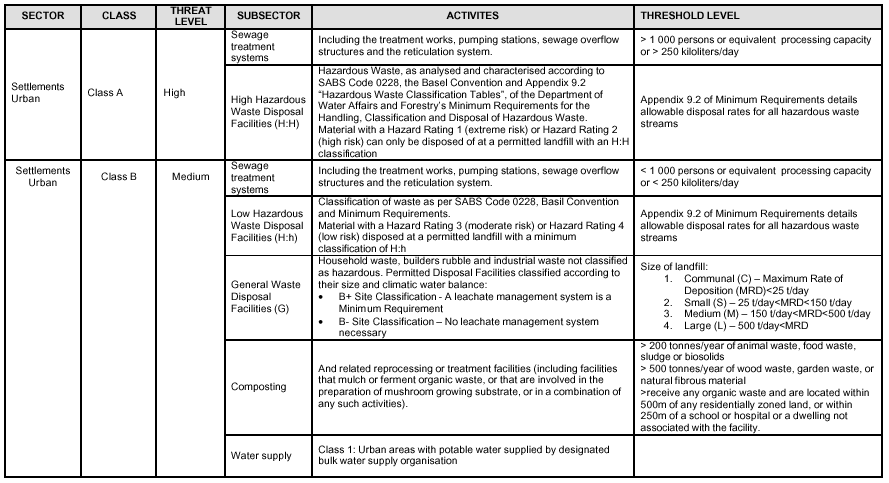 SECTOR CLASS THREAT LEVEL SUBSECTOR ACTIVITES THRESHOLD LEVEL
Settlements
Urban
Class A
High
Sewage
treatment
systems
Including the treatment works, pumping stations, sewage overflow
structures and the reticulation system.
> 1 000 persons or equivalent processing capacity
or > 250 kiloliters/day
High Hazardous
Waste Disposal
Facilities (H:H)
Hazardous Waste, as analysed and characterised according to
SABS Code 0228, the Basel Convention and Appendix 9.2
“Hazardous Waste Classification Tables”, of the Department of
Water Affairs and Forestry’s Minimum Requirements for the
Handling, Classification and Disposal of Hazardous Waste.
Material with a Hazard Rating 1 (extreme risk) or Hazard Rating 2
(high risk) can only be disposed of at a permitted landfill with an H:H
classification
Appendix 9.2 of Minimum Requirements details
allowable disposal rates for all hazardous waste
streams
Settlements
Urban
Class B
Medium
Sewage
treatment
systems
Including the treatment works, pumping stations, sewage overflow
structures and the reticulation system.
< 1 000 persons or equivalent processing capacity
or < 250 kiloliters/day
Low Hazardous
Waste Disposal
Facilities (H:h)
Classification of waste as per SABS Code 0228, Basil Convention
and Minimum Requirements.
Material with a Hazard Rating 3 (moderate risk) or Hazard Rating 4
(low risk) disposed at a permitted landfill with a minimum
classification of H:h
Appendix 9.2 of Minimum Requirements details
allowable disposal rates for all hazardous waste
streams
General Waste
Disposal
Facilities (G)
Household waste, builders rubble and industrial waste not classified
as hazardous. Permitted Disposal Facilities classified according to
their size and climatic water balance:
• B+ Site Classification - A leachate management system is a
Minimum Requirement
• B- Site Classification – No leachate management system
necessary
Size of landfill:
1. Communal (C) – Maximum Rate of
Deposition (MRD)<25 t/day
2. Small (S) – 25 t/day<MRD<150 t/day
3. Medium (M) – 150 t/day<MRD<500 t/day
4. Large (L) – 500 t/day<MRD
Composting
And related reprocessing or treatment facilities (including facilities
that mulch or ferment organic waste, or that are involved in the
preparation of mushroom growing substrate, or in a combination of
any such activities).
> 200 tonnes/year of animal waste, food waste,
sludge or biosolids
> 500 tonnes/year of wood waste, garden waste, or
natural fibrous material
>receive any organic waste and are located within
500m of any residentially zoned land, or within
250m of a school or hospital or a dwelling not
associated with the facility.
Water supply
Class 1: Urban areas with potable water supplied by designated
bulk water supply organisation